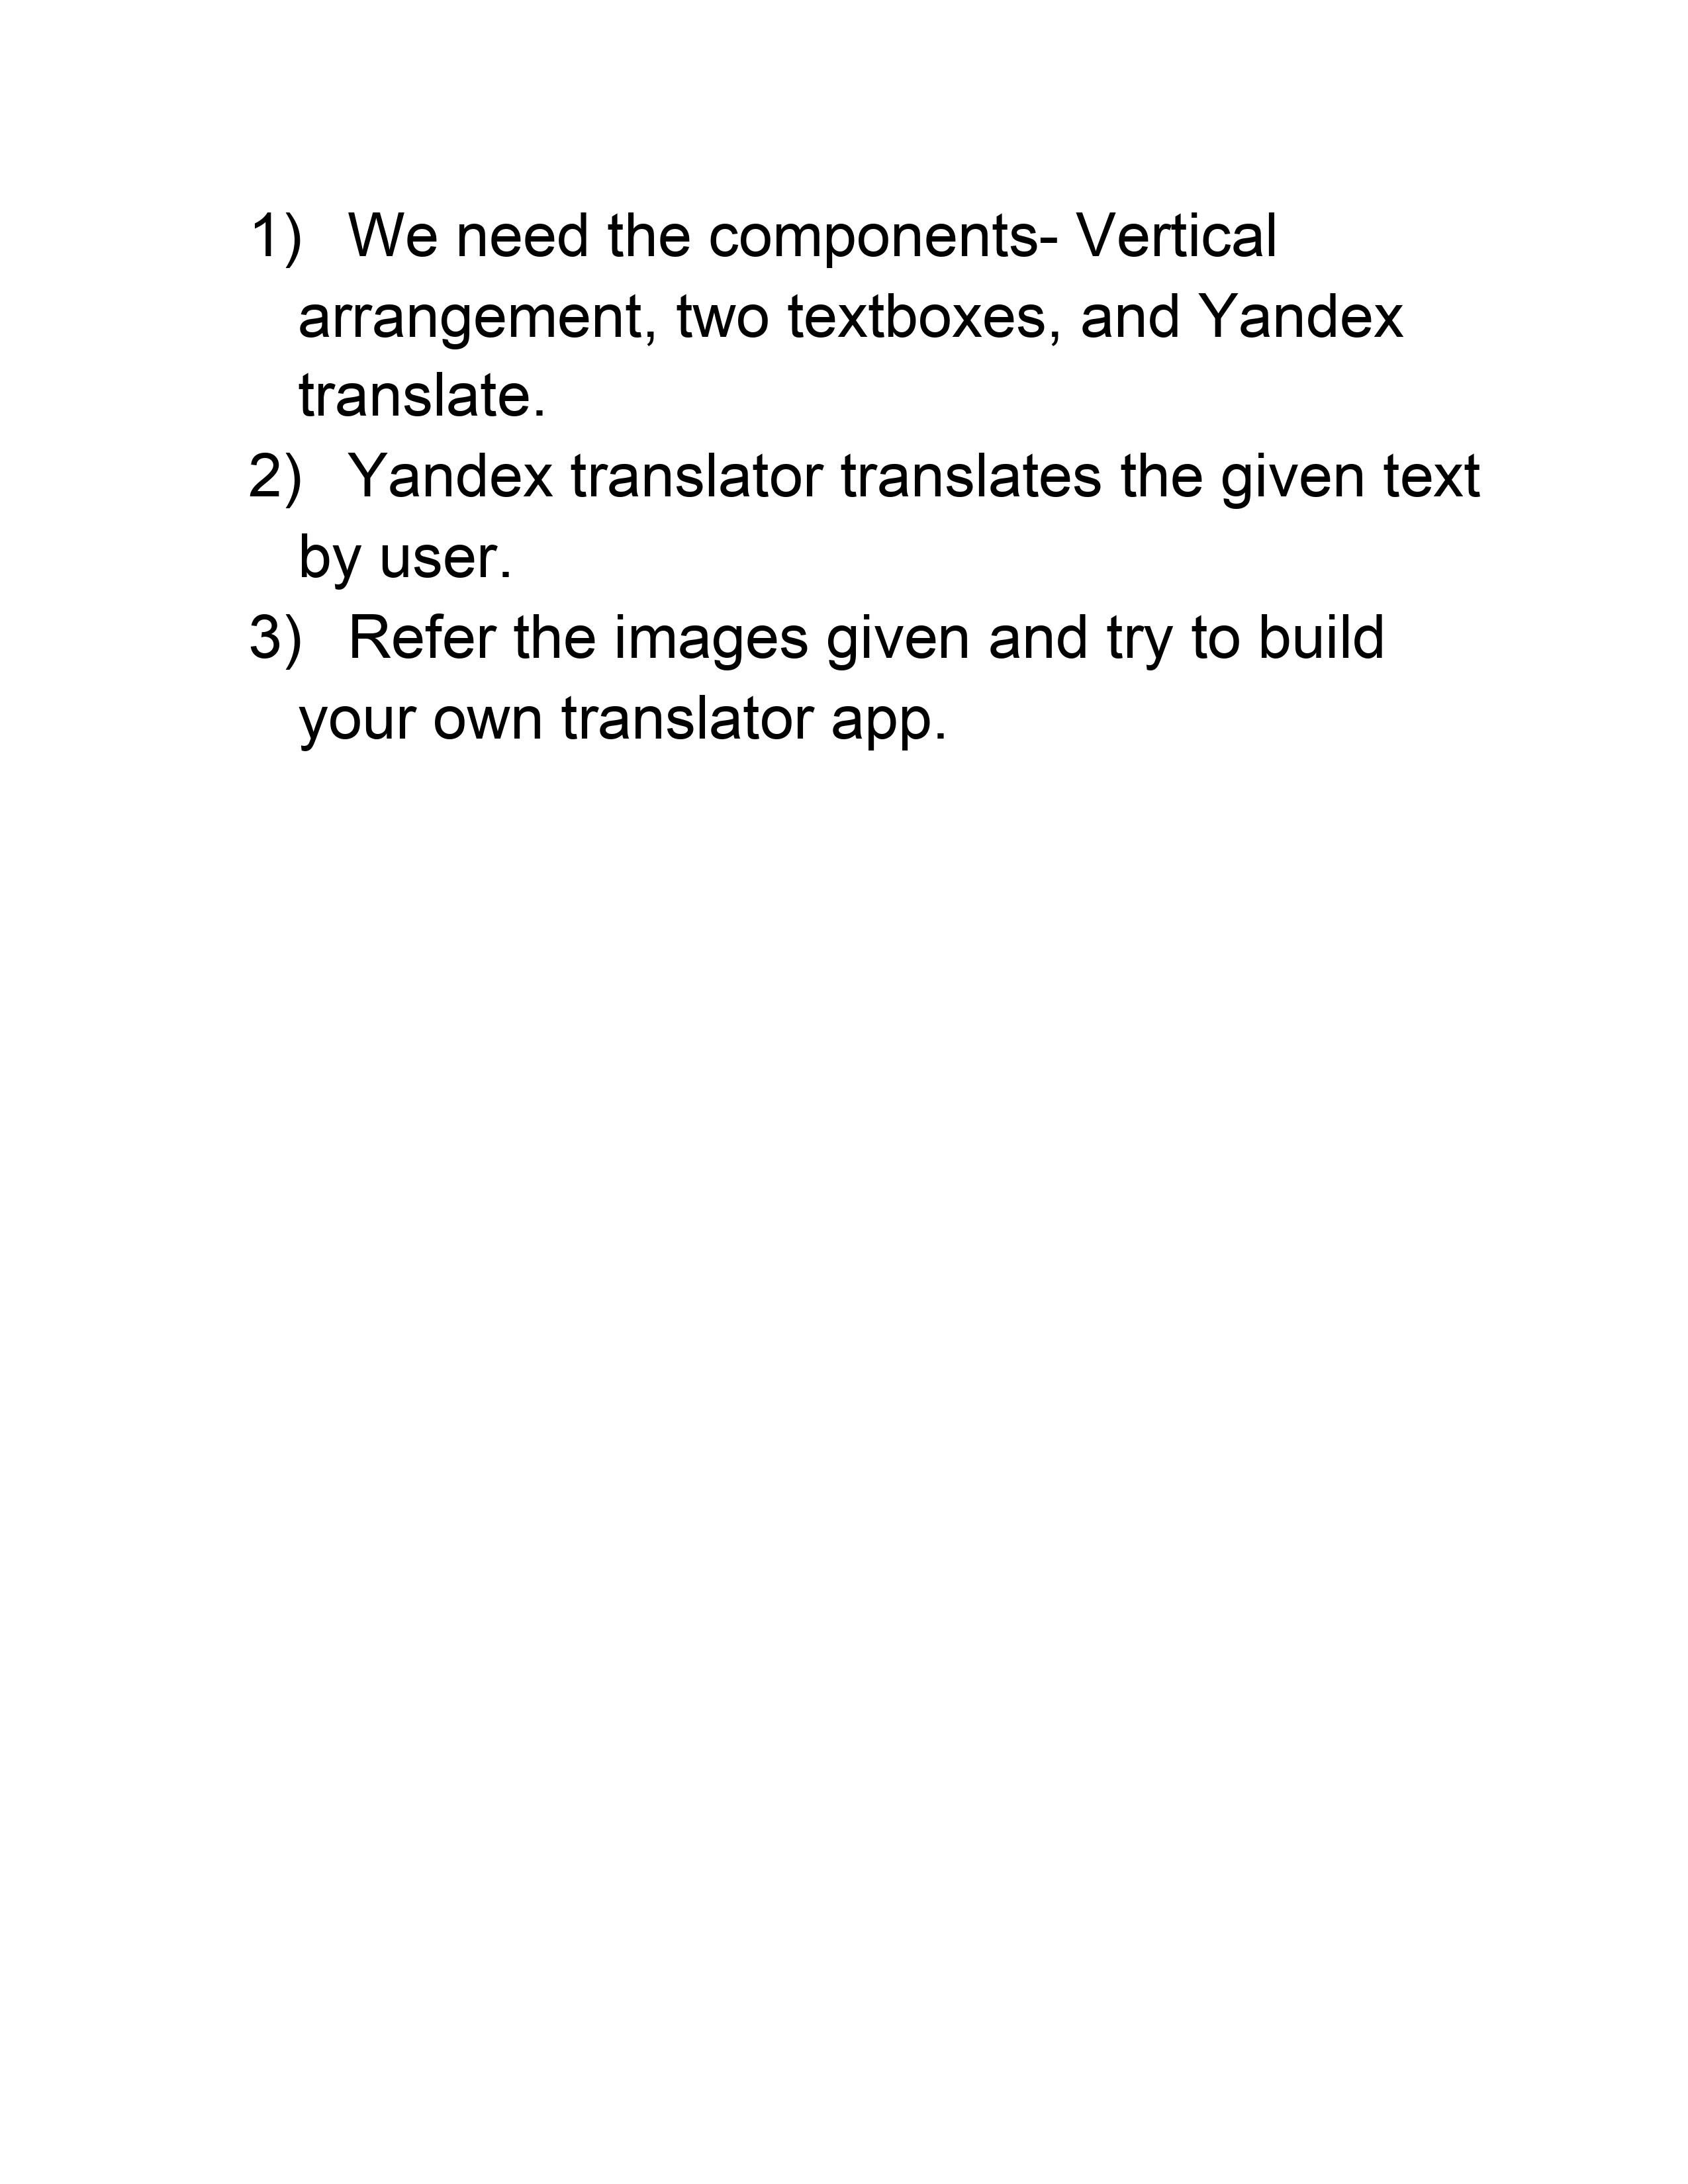 1) We need the components- Vertical
arrangement, two textboxes, and Yandex
translate.
2) Yandex translator translates the given text
by user.
3) Refer the images given and try to build
your own translator app.